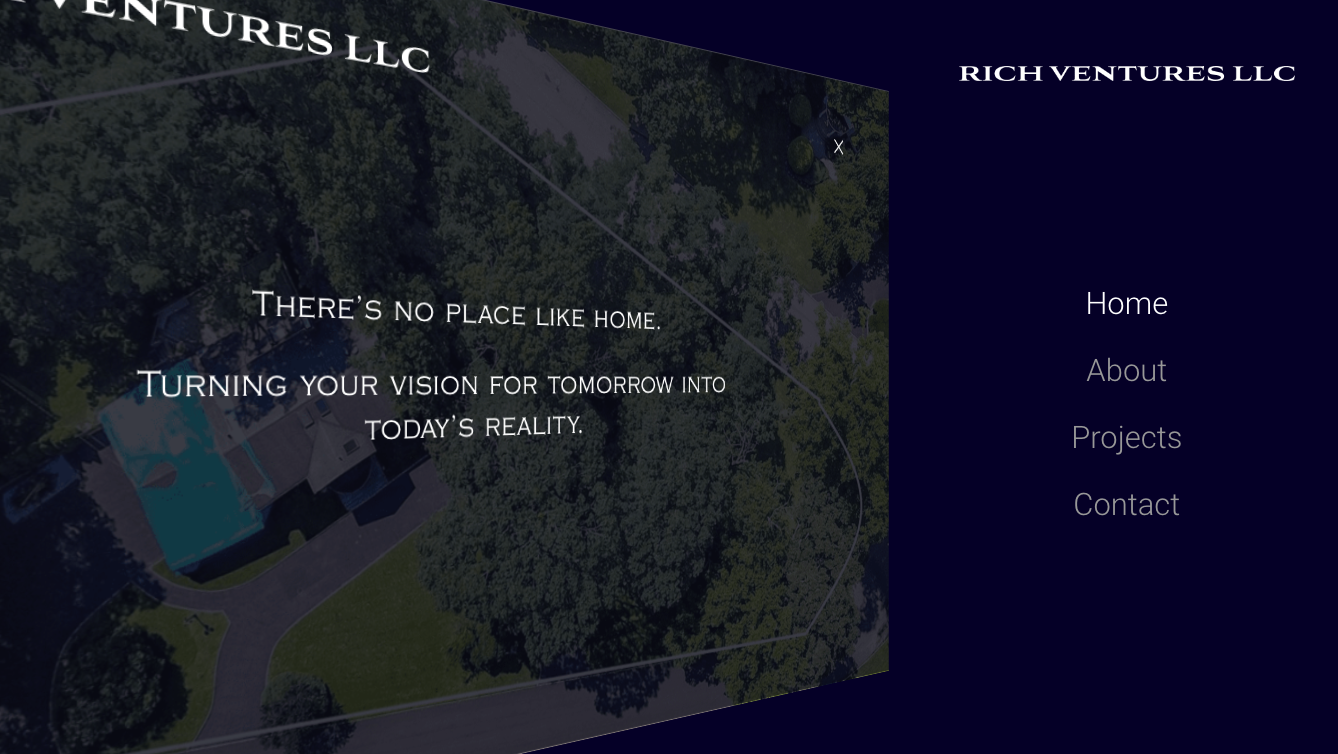 VENTURES LLC
RICH VENTURES LLC
X
THERE'S NO PLACE LIKE HOME.
TURNING YOUR VISION FOR TOMORROW INTO
TODAY'S REALITY.
Home
About
Projects
Contact